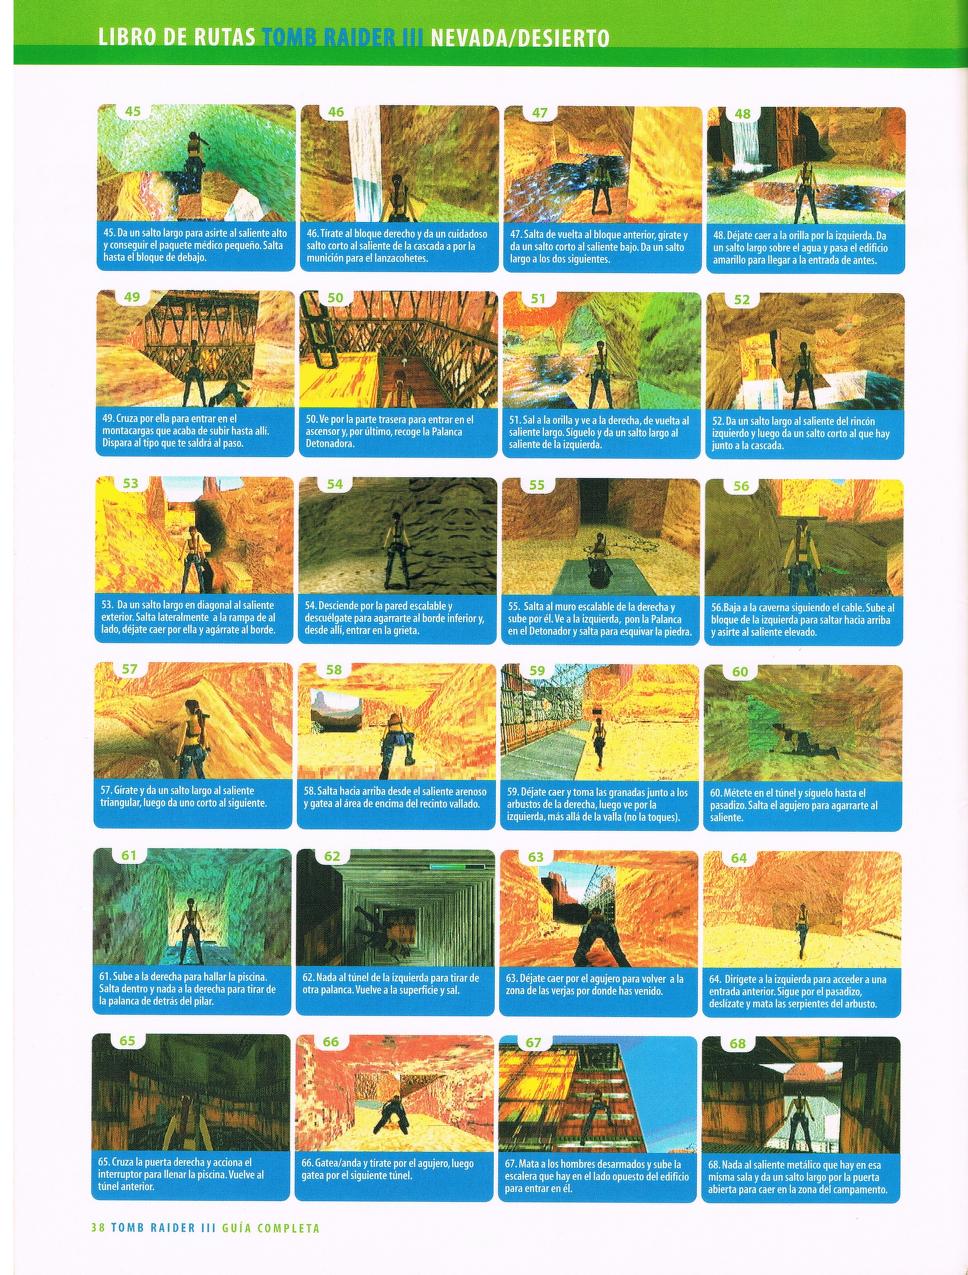 LIBRO DE RUTAS TOMB RAIDER III NEVADA/DESIERTO
45
45. Da un salto largo para asirte al saliente alto
y conseguir el paquete médico pequeño. Salta
hasta el bloque de debajo.
46
46. Tírate al bloque derecho y da un cuidadoso
salto corto al saliente de la cascada a por la
munición para el lanzacohetes.
47
47. Salta de vuelta al bloque anterior, gírate y
da un salto corto al saliente bajo. Da un salto
largo a los dos siguientes.
48
48. Déjate caer a la orilla por la izquierda. Da
un salto largo sobre el agua y pasa el edificio
amarillo para llegar a la entrada de antes.
49
49. Cruza por ella para entrar en el
montacargas que acaba de subir hasta allí.
Dispara al tipo que te saldrá al paso.
50
50. Ve por la parte trasera para entrar en el
ascensor y, por último, recoge la Palanca
Detonadora.
51
51. Sal a la orilla y ve a la derecha, de vuelta al
saliente largo. Síguelo y da un salto largo al
saliente de la izquierda.
52
52. Da un salto largo al saliente del rincón
izquierdo y luego da un salto corto al que hay
junto a la cascada.
53
53. Da un salto largo en diagonal al saliente
exterior. Salta lateralmente a la rampa de al
lado, déjate caer por ella y agárrate al borde.
54
54. Desciende por la pared escalable y
descuélgate para agarrarte al borde inferior y,
desde allí, entrar en la grieta.
55
55. Salta al muro escalable de la derecha y
sube por él. Ve a la izquierda, pon la Palanca
en el Detonador y salta para esquivar la piedra.
56
56.Baja a la caverna siguiendo el cable. Sube al
bloque de la izquierda para saltar hacia arriba
y asirte al saliente elevado.
57
57. Gírate y da un salto largo al saliente
triangular, luego da uno corto al siguiente.
58
58. Salta hacia arriba desde el saliente arenoso
y gatea al área de encima del recinto vallado.
59
59. Déjate caer y toma las granadas junto a los
arbustos de la derecha, luego ve por la
izquierda, más allá de la valla (no la toques).
60
60. Métete en el túnel y síguelo hasta el
pasadizo. Salta el agujero para agarrarte al
saliente.
61
61. Sube a la derecha para hallar la piscina.
Salta dentro y nada a la derecha para tirar de
la palanca de detrás del pilar.
62
62. Nada al túnel de la izquierda para tirar de
otra palanca. Vuelve a la superficie y sal.
63
63. Déjate caer por el agujero para volver a la
zona de las verjas por donde has venido.
64
64. Dirígete a la izquierda para acceder a una
entrada anterior. Sigue por el pasadizo,
deslízate y mata las serpientes del arbusto.
65
65. Cruza la puerta derecha y acciona el
interruptor para llenar la piscina. Vuelve al
túnel anterior.
66
66. Gatea/anda y tírate por el agujero, luego
gatea por el siguiente túnel.
67
67. Mata a los hombres desarmados y sube la
escalera que hay en el lado opuesto del edificio
para entrar en él.
68
68. Nada al saliente metálico que hay en esa
misma sala y da un salto largo por la puerta
abierta para caer en la zona del campamento.
38 TOMB RAIDER III GUÍA COMPLETA